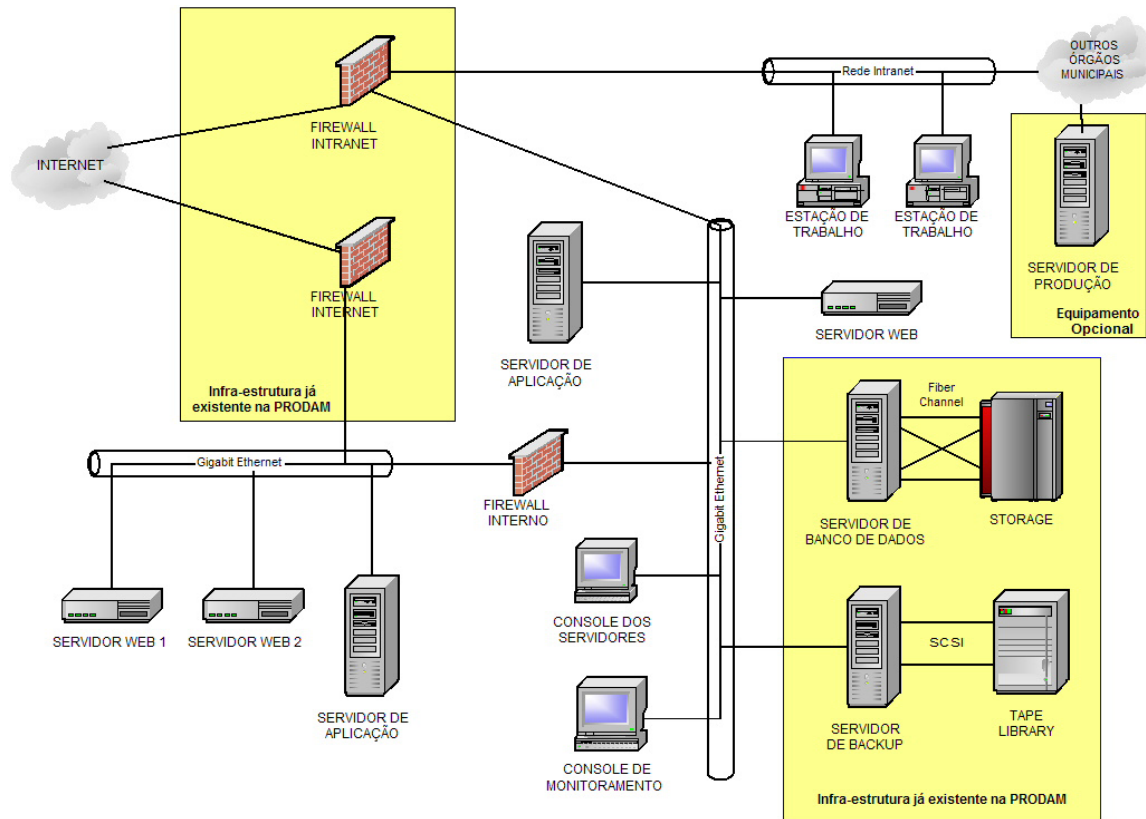 OUTROS
ÓRGÃOS
MUNICIPAIS
Rede Intranet
FIREWALL
INTRANET
INTERNET
ESTAÇÃO DE
TRABALHO
ESTAÇÃO DE
TRABALHO
SERVIDOR DE
PRODUÇÃO
Equipamento
Opcional
FIREWALL
INTERNET
SERVIDOR WEB
SERVIDOR DE
APLICAÇÃO
Infra-estrutura já
existente na PRODAM
Fiber
Channel
Gigabit Ethernet
Gigabit Ethernet
FIREWALL
INTERNO
SERVIDOR DE
BANCO DE DADOS
STORAGE
SERVIDOR WEB 1
SERVIDOR WEB 2
CONSOLE DOS
SERVIDORES
SCSI
SERVIDOR DE
APLICAÇÃO
SERVIDOR
DE BACKUP
TAPE
LIBRARY
CONSOLE DE
MONITORAMENTO
Infra-estrutura já existente na PRODAM